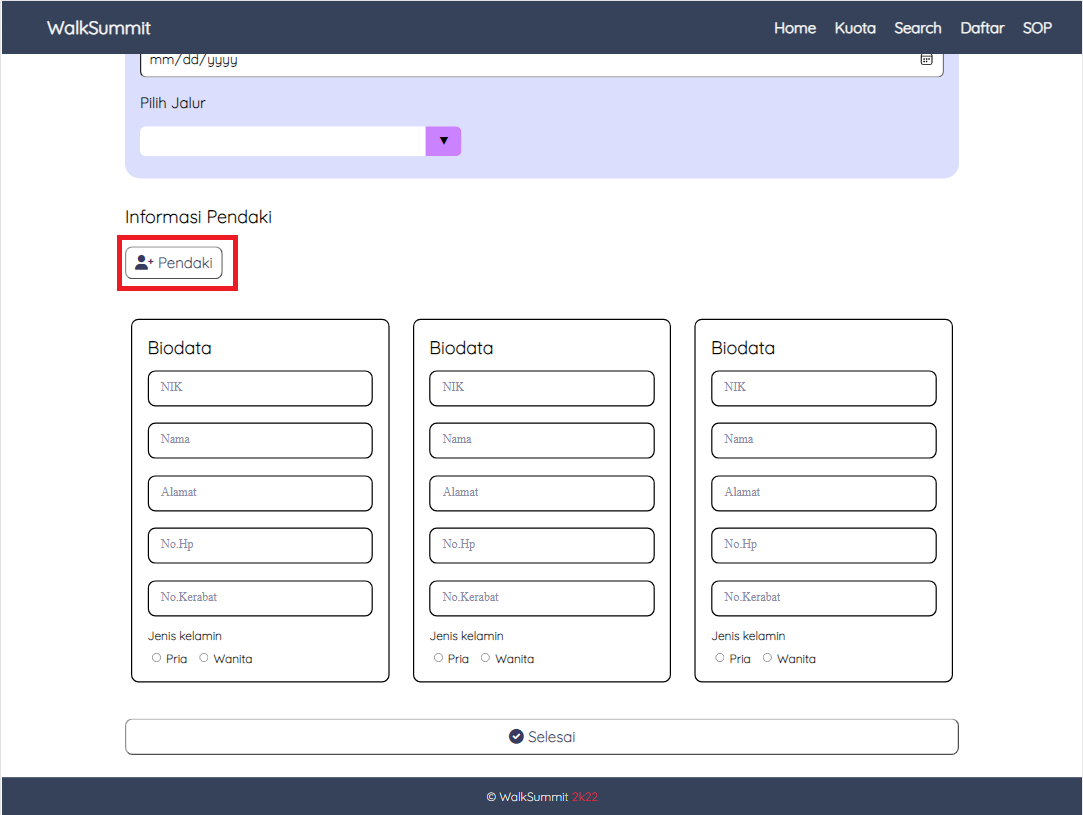 WalkSummit Home Kuota Search Daftar SOP
mm/dd/yyyy
Pilih Jalur
Informasi Pendaki
Pendaki
Biodata
NIK
Nama
Alamat
No.Hp
No.Kerabat
Jenis kelamin
Pria Wanita
Biodata
NIK
Nama
Alamat
No.Hp
No.Kerabat
Jenis kelamin
Pria Wanita
Biodata
NIK
Nama
Alamat
No.Hp
No.Kerabat
Jenis kelamin
Pria Wanita
Selesai
© WalkSummit 2k22